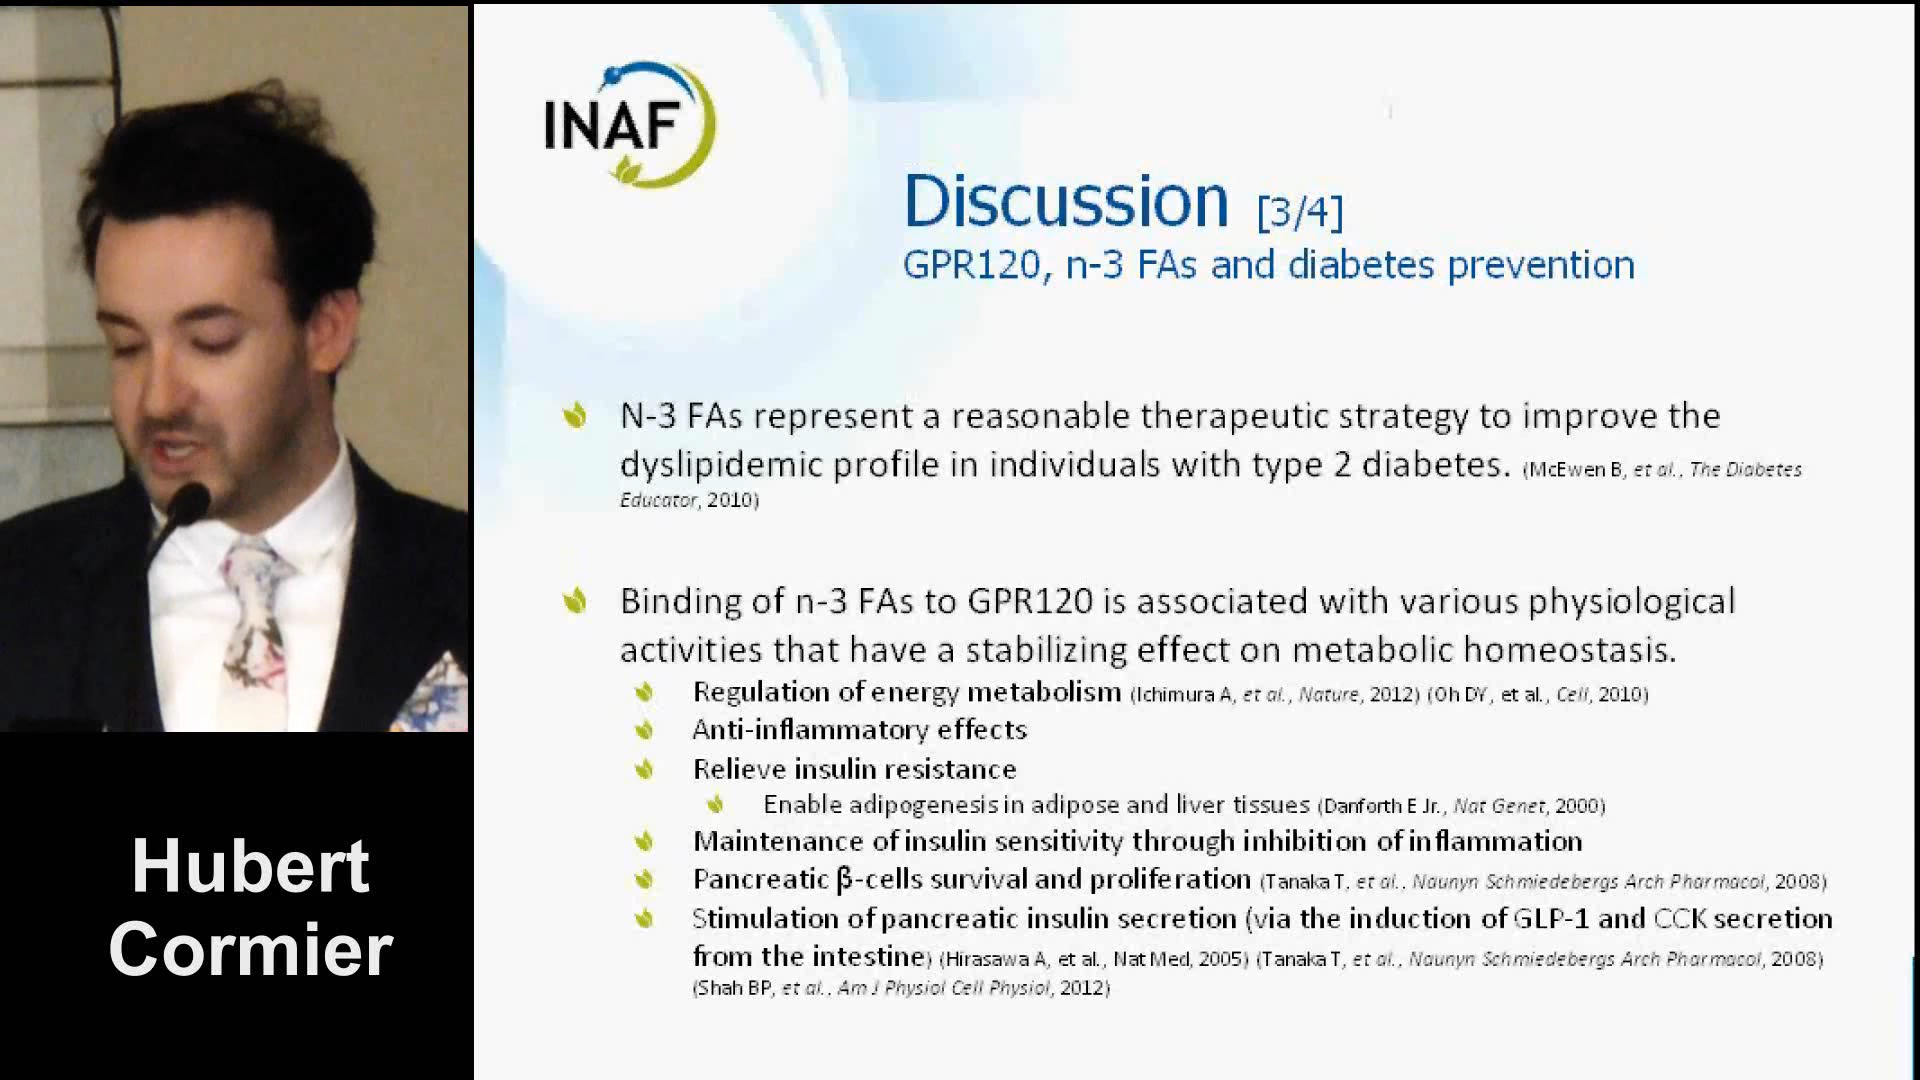 INAF
Discussion [3/4]
GPR120, n-3 FAs and diabetes prevention
N-3 FAs represent a reasonable therapeutic strategy to improve the
dyslipidemic profile in individuals with type 2 diabetes. (McEwen B, et al., The Diabetes
Educator, 2010)
Binding of n-3 FAs to GPR120 is associated with various physiological
activities that have a stabilizing effect on metabolic homeostasis.
Regulation of energy metabolism (Ichimura A, et al., Nature, 2012) (Oh DY, et al., Cell, 2010)
Anti-inflammatory effects
Relieve insulin resistance
Enable adipogenesis in adipose and liver tissues (Danforth E Jr., Nat Genet, 2000)
Maintenance of insulin sensitivity through inhibition of inflammation
Pancreatic β-cells survival and proliferation (Tanaka T, et al., Naunyn Schmiedebergs Arch Pharmacol, 2008)
Stimulation of pancreatic insulin secretion (via the induction of GLP-1 and CCK secretion
from the intestine) (Hirasawa A, et al., Nat Med, 2005) (Tanaka T, et al., Naunyn Schmiedebergs Arch Pharmacol, 2008)
(Shah BP, et al., Am J Physiol Cell Physiol, 2012)
Hubert
Cormier